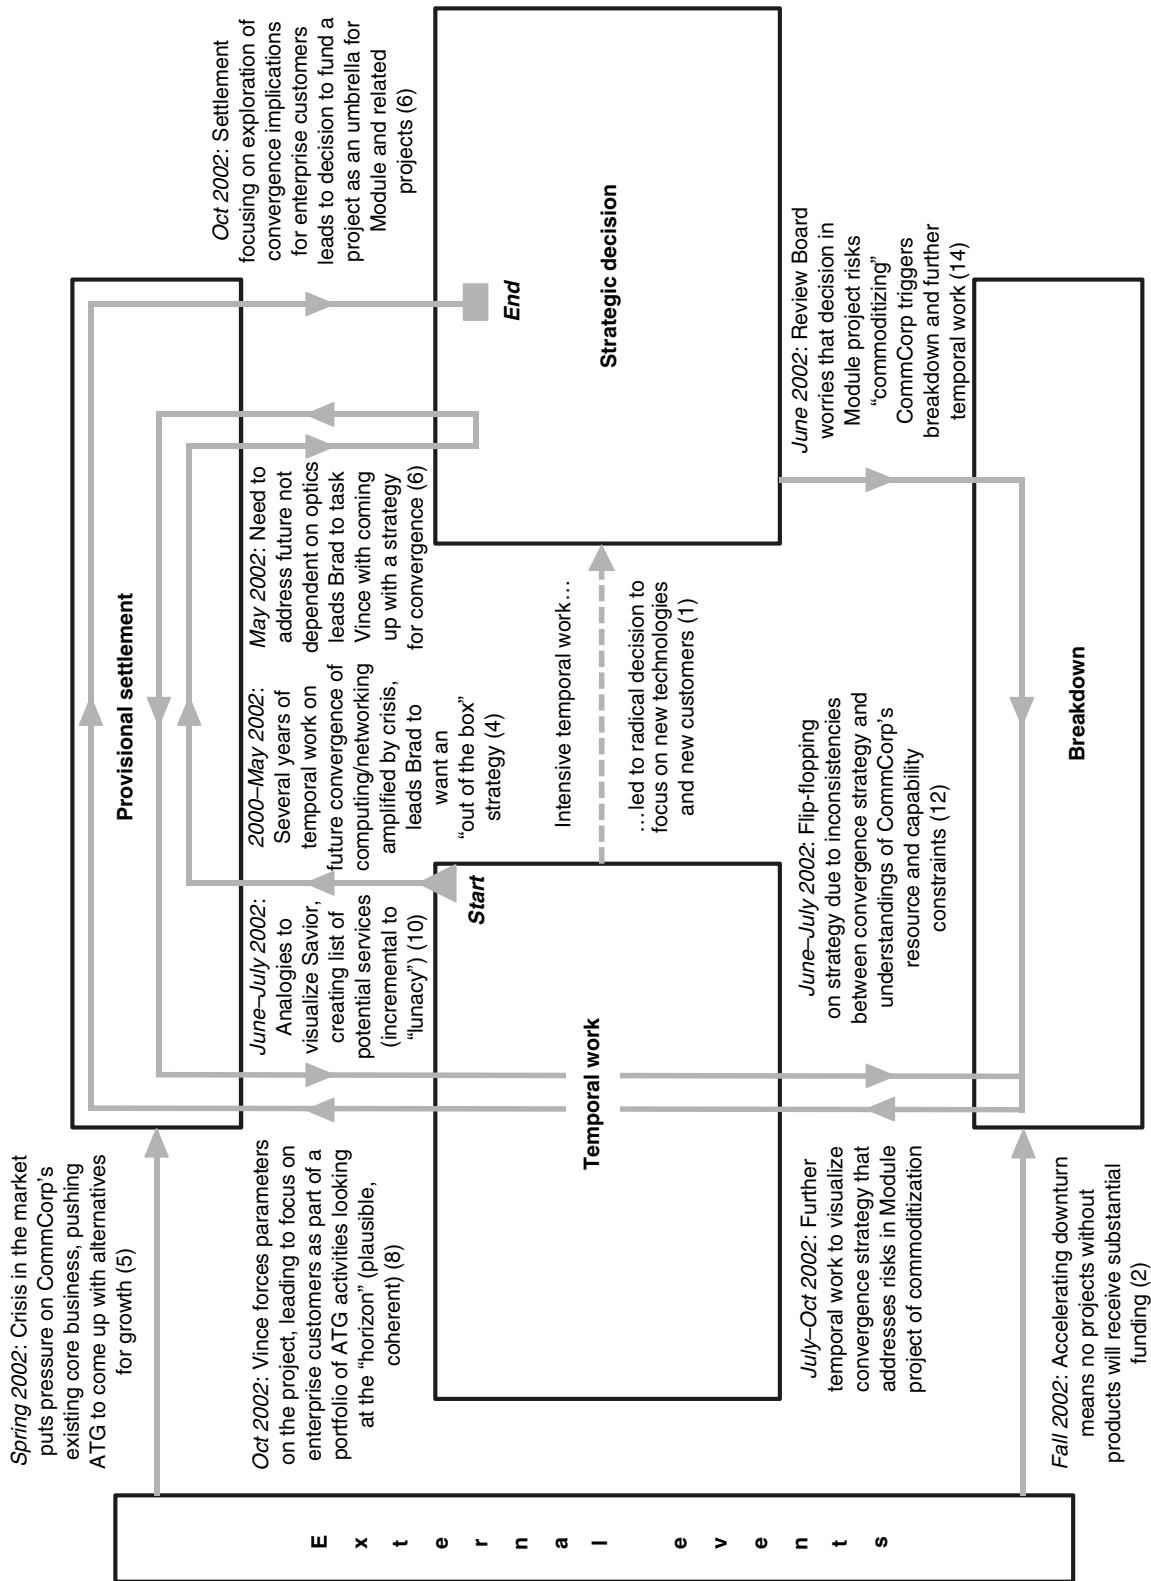 Spring 2002: Crisis in the market
puts pressure on CommCorp's
existing core business, pushing
ATG to come up with alternatives
for growth (5)
Provisional settlement
Oct 2002: Settlement
focusing on exploration of
convergence implications
for enterprise customers
leads to decision to fund a
project as an umbrella for
Module and related
projects (6)
Oct 2002: Vince forces parameters
on the project, leading to focus on
enterprise customers as part of a
portfolio of ATG activities looking
at the "horizon" (plausible,
coherent) (8)
June–July 2002:
Analogies to
visualize Savior,
creating list of
potential services
(incremental to
"lunacy") (10)
2000–May 2002:
Several years of
temporal work on
future convergence of
computing/networking
amplified by crisis,
leads Brad to
want an
"out of the box"
strategy (4)
May 2002: Need to
address future not
dependent on optics
leads Brad to task
Vince with coming
up with a strategy
for convergence (6)
External events
Temporal work
Start
Intensive temporal work…
…led to radical decision to
focus on new technologies
and new customers (1)
End
Strategic decision
July–Oct 2002: Further
temporal work to visualize
convergence strategy that
addresses risks in Module
project of commoditization
June–July 2002: Flip-flopping
on strategy due to inconsistencies
between convergence strategy and
understandings of CommCorp's
resource and capability
constraints (12)
June 2002: Review Board
worries that decision in
Module project risks
"commoditizing"
CommCorp triggers
breakdown and further
temporal work (14)
Fall 2002: Accelerating downturn
means no projects without
products will receive substantial
funding (2)
Breakdown